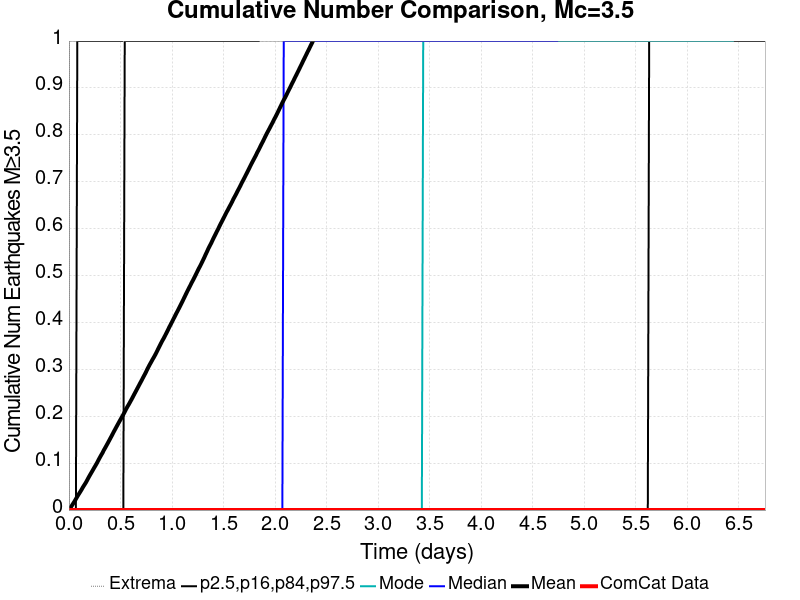 Cumulative Number Comparison, Mc=3.5
Cumulative Num Earthquakes M≥3.5
1
0.9
0.8
0.7
0.6
0.5
0.4
0.3
0.2
0.1
0
0.0 0.5 1.0 1.5 2.0 2.5 3.0 3.5 4.0 4.5 5.0 5.5 6.0 6.5
Time (days)
Extrema p2.5,p16,p84,p97.5 Mode Median Mean ComCat Data